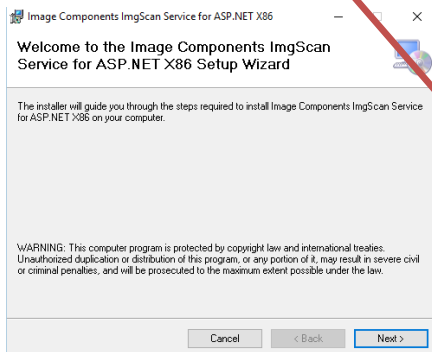 Image Components ImgScan Service for ASP.NET X86
Welcome to the Image Components ImgScan
Service for ASP.NET X86 Setup Wizard
The installer will guide you through the steps required to install Image Components ImgScan Service
for ASP.NET X86 on your computer.
WARNING: This computer program is protected by copyright law and international treaties.
Unauthorized duplication or distribution of this program, or any portion of it, may result in severe civil
or criminal penalties, and will be prosecuted to the maximum extent possible under the law.
Cancel < Back Next >